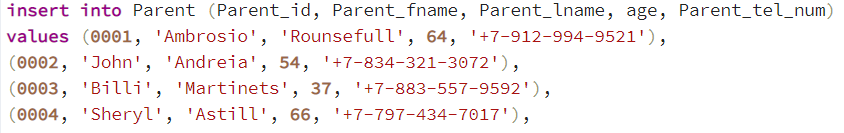 insert into Parent (Parent_id, Parent_fname, Parent_lname, age, Parent_tel_num)
values (0001, 'Ambrosio', 'Rounsefull', 64, '+7-912-994-9521'),
(0002, 'John', 'Andreia', 54, '+7-834-321-3072'),
(0003, 'Billi', 'Martinets', 37, '+7-883-557-9592'),
(0004, 'Sheryl', 'Astill', 66, '+7-797-434-7017'),